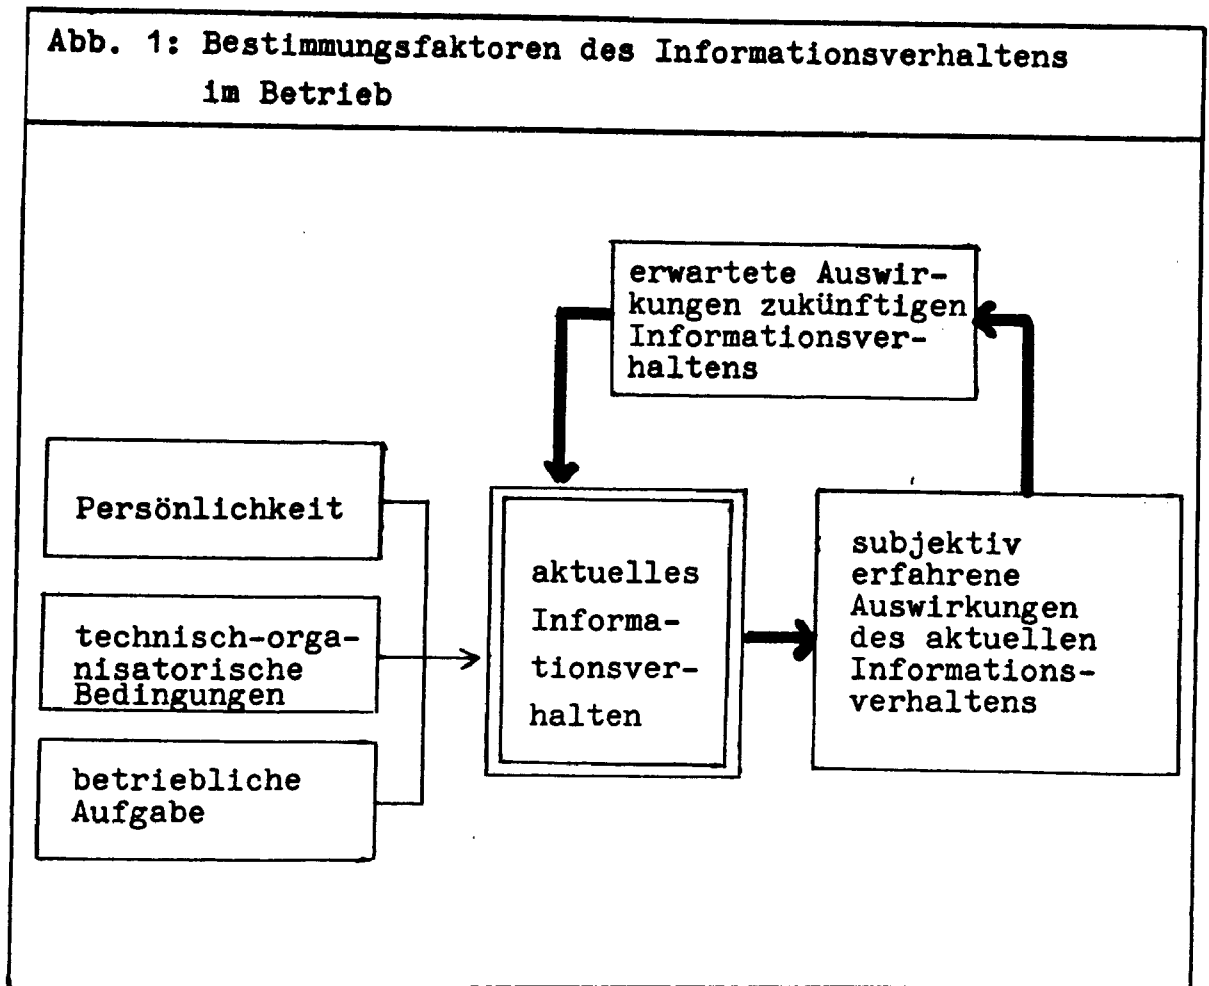 Abb. 1: Bestimmungsfaktoren des Informationsverhaltens
im Betrieb
erwartete Auswir-
kungen zukünftigen
Informationsver-
haltens
Persönlichkeit
technisch-orga-
nisatorische
Bedingungen
betriebliche
Aufgabe
aktuelles
Informa-
tionsver-
halten
subjektiv
erfahrene
Auswirkungen
des aktuellen
Informations-
verhaltens